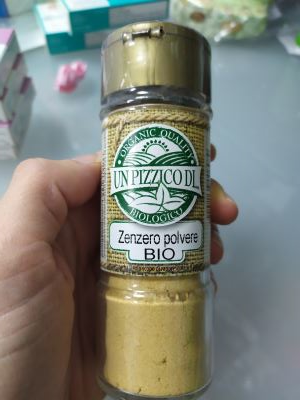 ORGANIC QUALITY
UN PIZZICO DI...
BIOLOGICO
Zenzero polvere
BIO